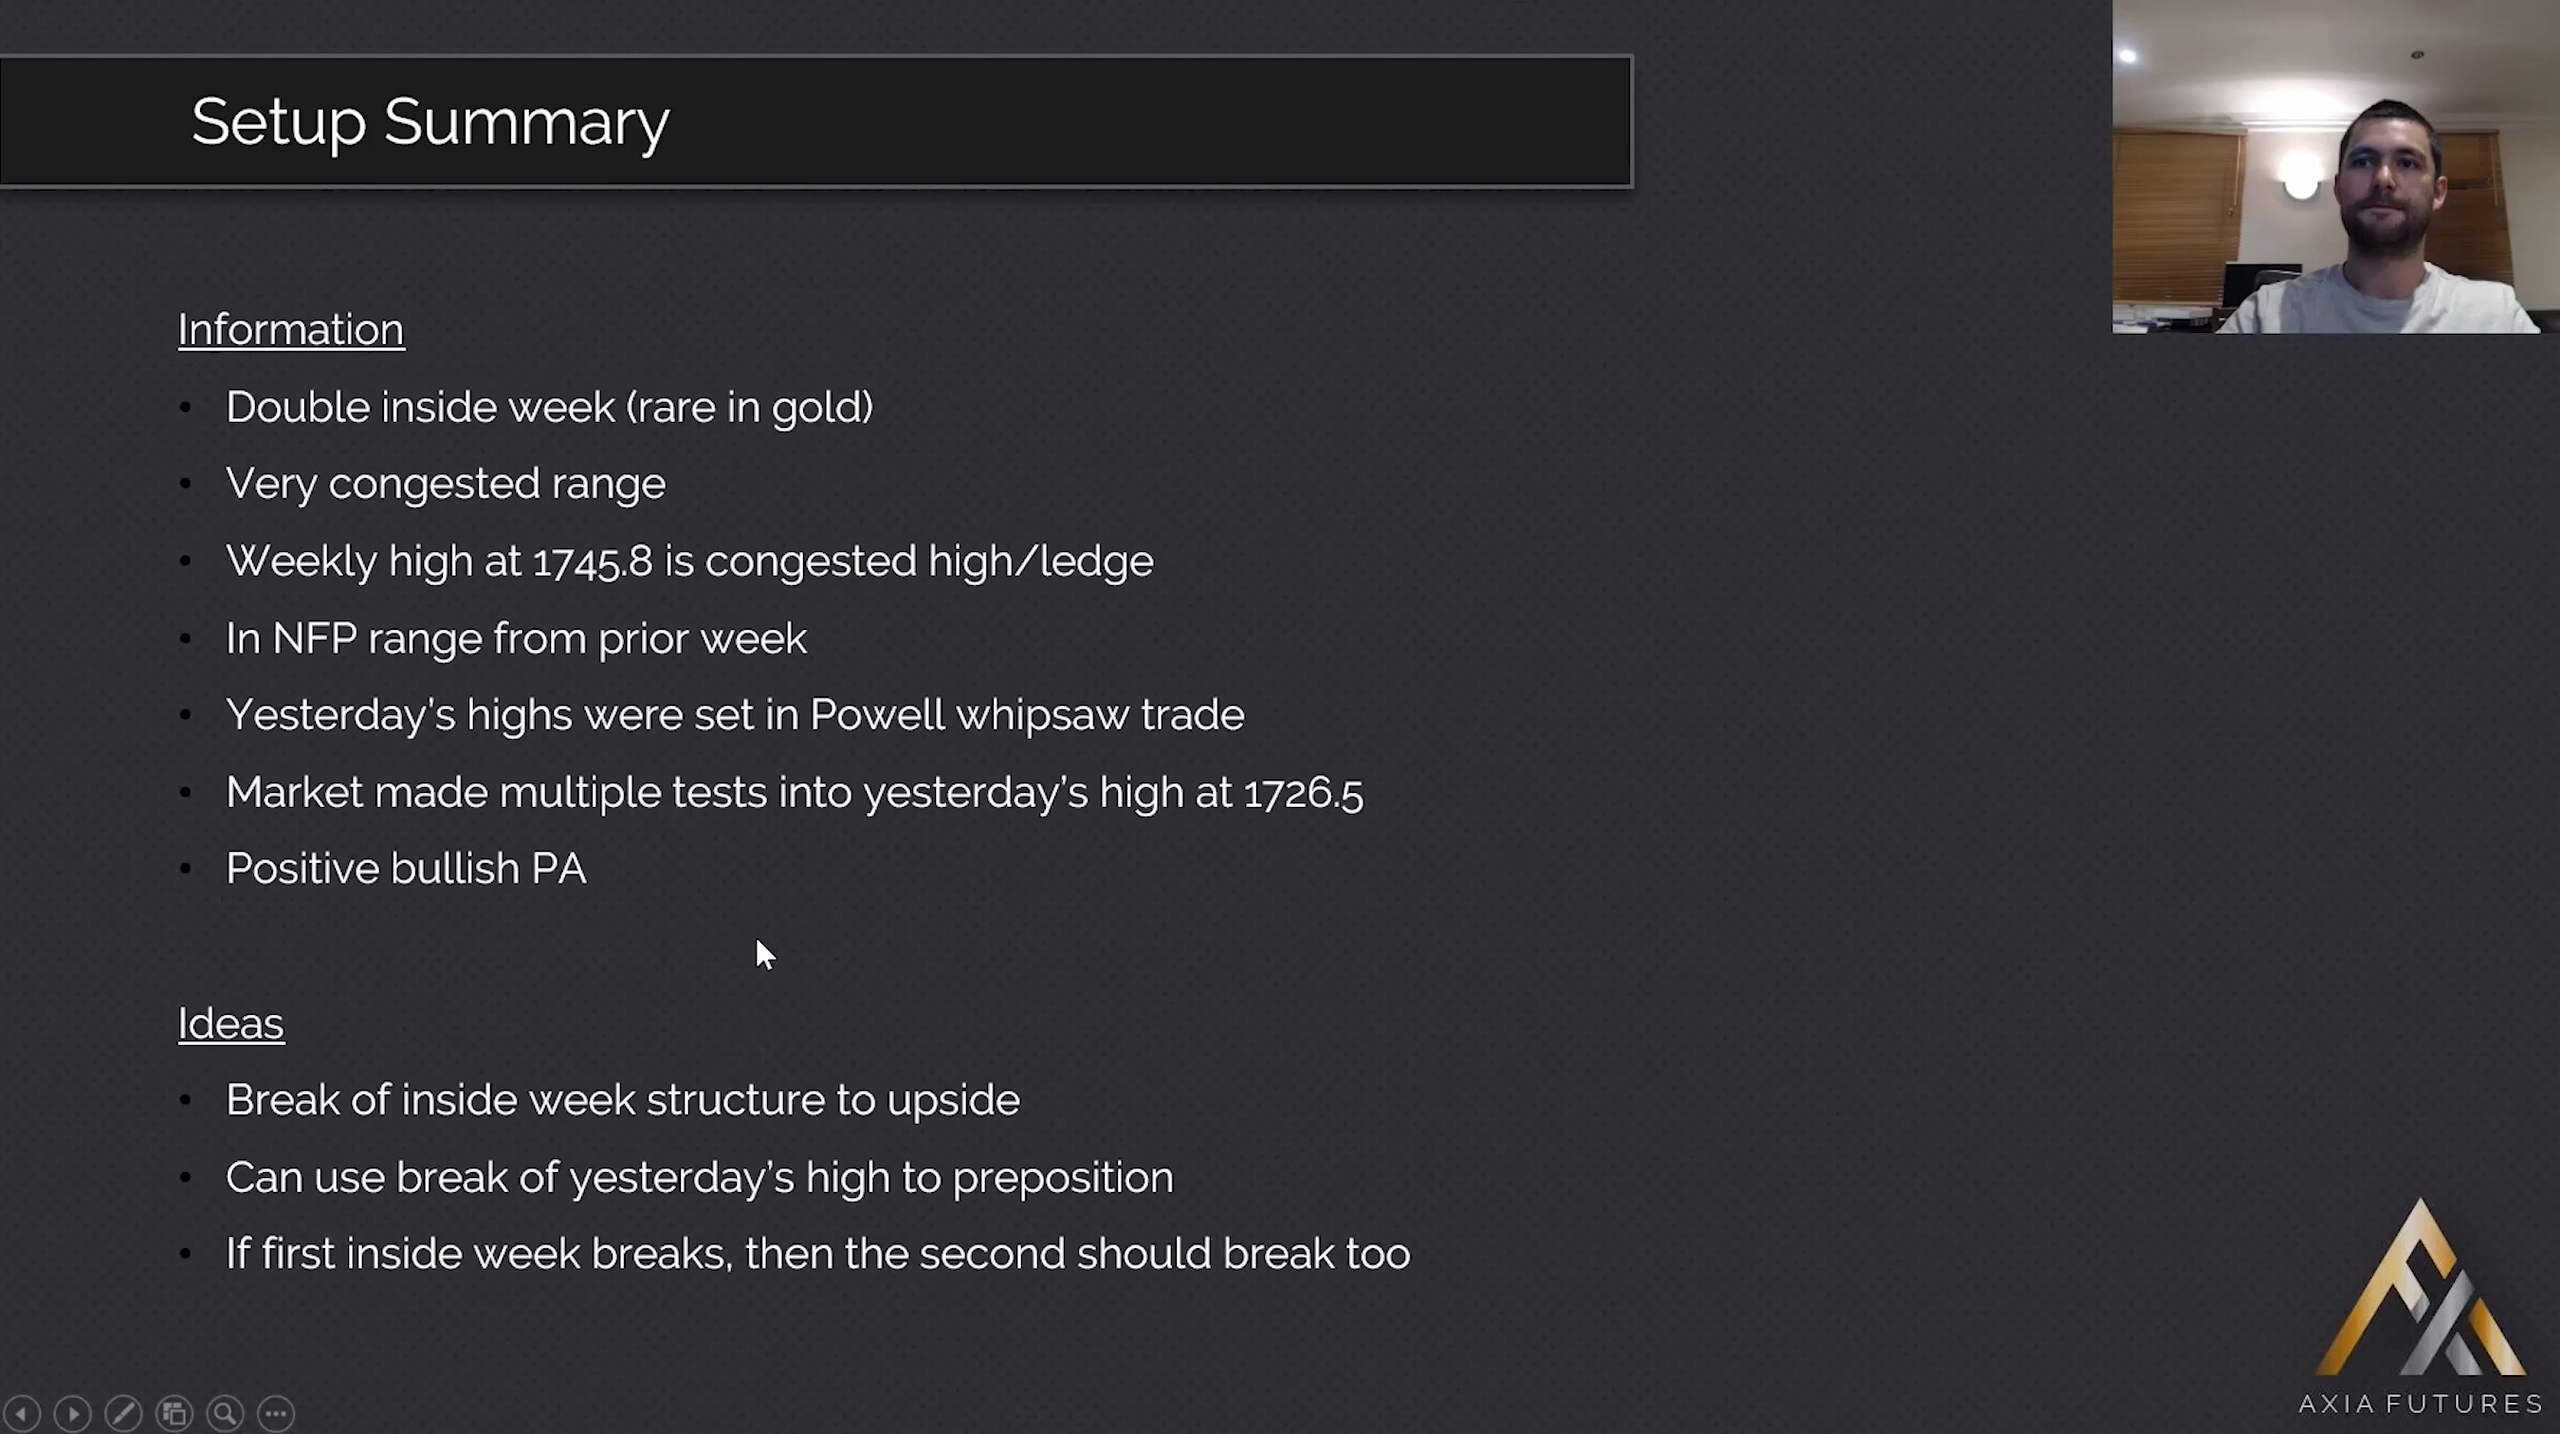 Setup Summary
Information
• Double inside week (rare in gold)
• Very congested range
• Weekly high at 1745.8 is congested high/ledge
• In NFP range from prior week
• Yesterday's highs were set in Powell whipsaw trade
• Market made multiple tests into yesterday's high at 1726.5
• Positive bullish PA
Ideas
• Break of inside week structure to upside
• Can use break of yesterday's high to preposition
• If first inside week breaks, then the second should break too
AXIA FUTURES